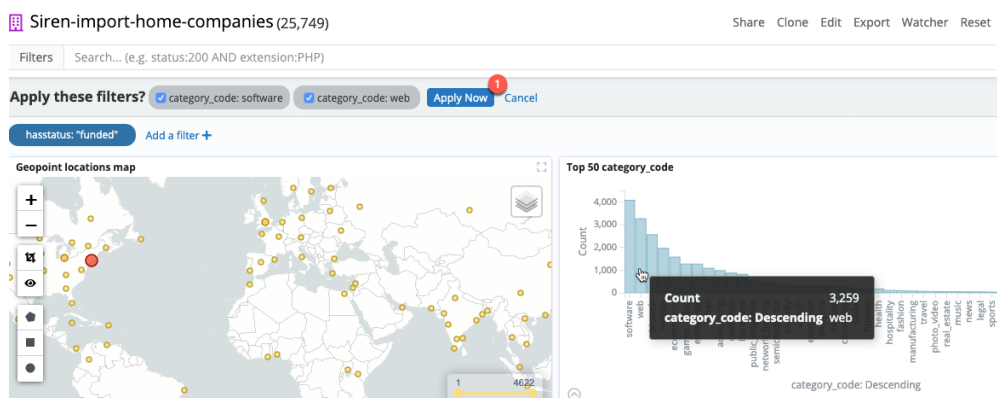 Siren-import-home-companies (25,749)
Share Clone Edit Export Watcher Reset
Filters Search... (e.g. status:200 AND extension:PHP)
Apply these filters? category_code: software category_code: web Apply Now 1 Cancel
hasstatus: "funded" Add a filter +
Geopoint locations map
+
−
1 4622
Top 50 category_code
Count
4,000
3,000
2,000
1,000
0
Count 3,259
category_code: Descending web
software
web
health
hospitality
fashion
manufacturing
travel
photo_video
real_estate
music
news
legal
sports
category_code: Descending